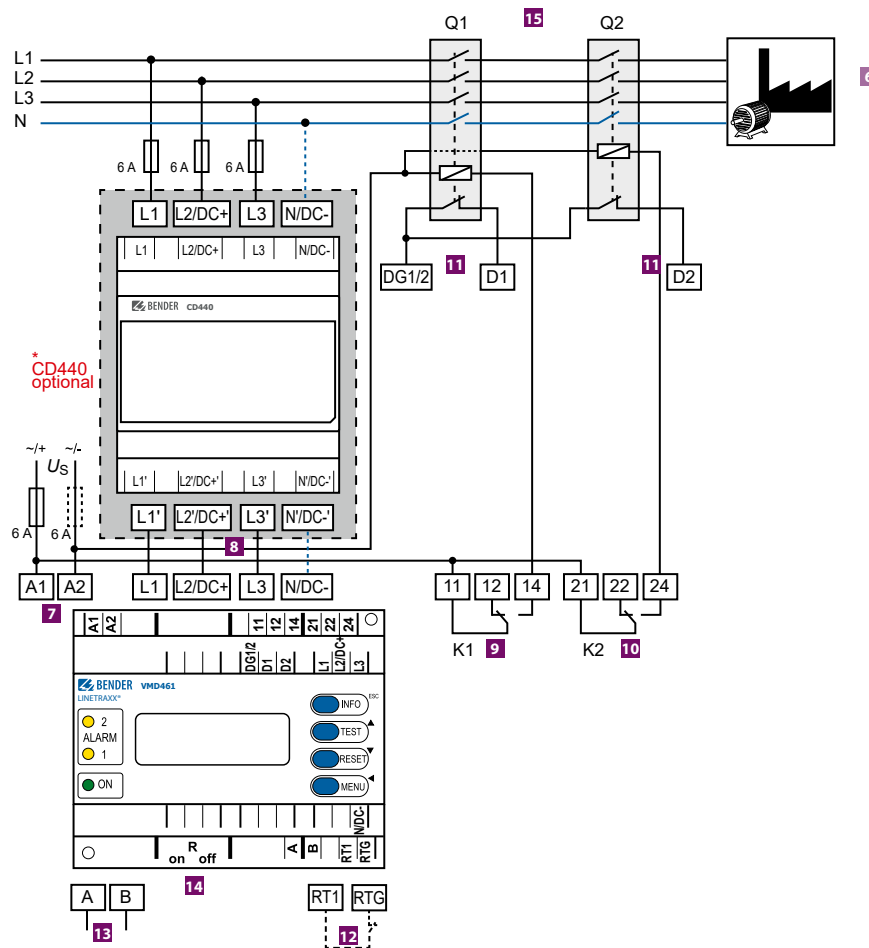 Q1 15 Q2
L1
L2
L3
N
6
6 A 6 A 6 A
L1 L2/DC+ L3 N/DC-
L1 L2/DC+ L3 N/DC-
11 11
DG1/2 D1 D2
BENDER CD440
*
CD440
optional
~/+ ~/-
US
L1' L2'/DC+' L3' N'/DC-'
L1' L2'/DC+' L3' N'/DC-'
6 A 6 A
8
A1 A2 L1 L2/DC+ L3 N/DC- 11 12 14 21 22 24
7
A1 A2 11 12 14 21 22 24
K1 9 K2 10
DG1/2 D1 D2 L1 L2/DC+ L3
BENDER VMD461
LINETRAXX®
INFO ESC
2
ALARM
1
TEST
RESET
ON
MENU
N/DC-
R
on off
A B RT1 RTG
14
A B RT1 RTG
13 12